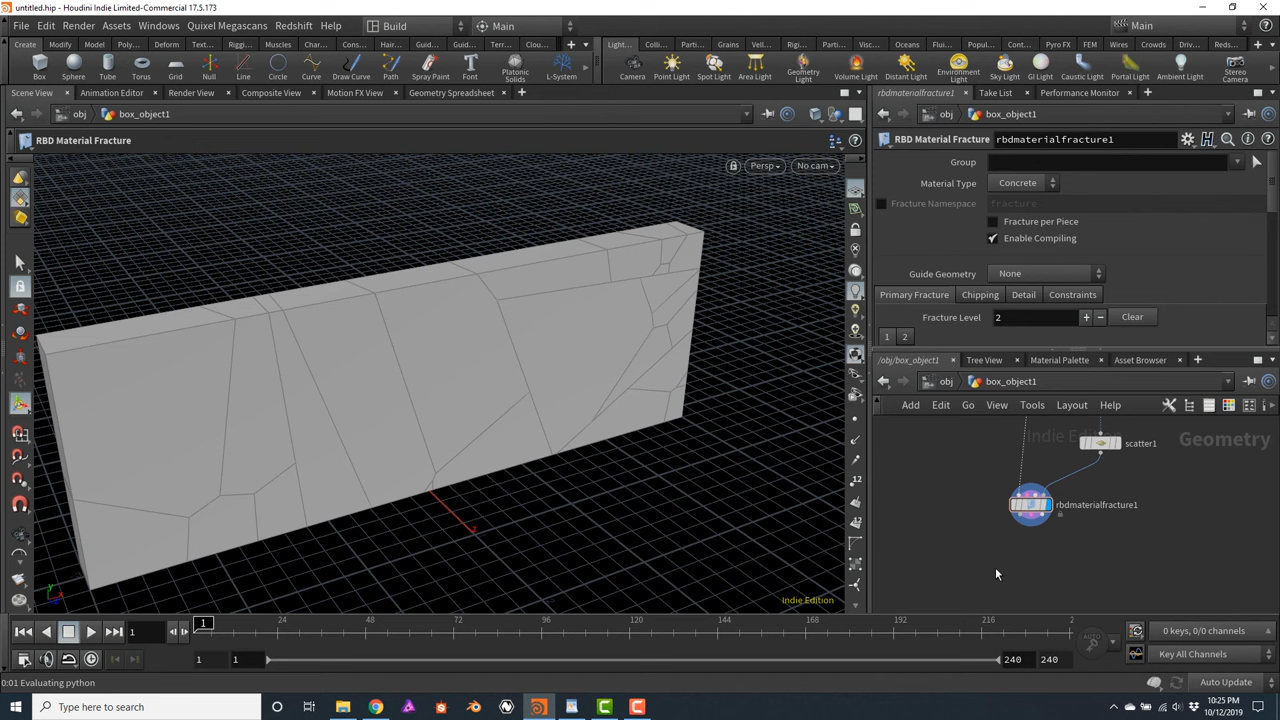 untitled.hip - Houdini Indie Limited-Commercial 17.5.173
File Edit Render Assets Windows Quixel Megascans Redshift Help Build Main Main
Create Modify Model Poly... Deform Text... Riggi... Muscles Char... Cons... Hair... Guid... Guid... Terr... Clou... Light... Colli... Parti... Grains Vell... Rigi... Parti... Visc... Oceans Flui... Popul... Cont... Pyro FX FEM Wires Crowds Driv... Reds...
Box Sphere Tube Torus Grid Null Line Circle Curve Draw Curve Path Spray Paint Font Platonic Solids L-System Camera Point Light Spot Light Area Light Geometry Light Volume Light Distant Light Environment Light Sky Light GI Light Caustic Light Portal Light Ambient Light Stereo Camera
Scene View Animation Editor Render View Composite View Motion FX View Geometry Spreadsheet rbdmaterialfracture1 Take List Performance Monitor
obj box_object1 obj box_object1
RBD Material Fracture RBD Material Fracture rbdmaterialfracture1
Persp No cam
Group
Material Type Concrete
Fracture Namespace fracture
Fracture per Piece
Enable Compiling
Guide Geometry None
Primary Fracture Chipping Detail Constraints
Fracture Level 2 Clear
1 2
/obj/box_object1 Tree View Material Palette Asset Browser
obj box_object1
Add Edit Go View Tools Layout Help
Indie Edition Geometry
scatter1
rbdmaterialfracture1
12
12
y
x
z
Indie Edition
1 1 24 48 72 96 120 144 168 192 216 2
AUTO
0 keys, 0/0 channels
1 1 240 240 Key All Channels
0:01 Evaluating python Auto Update
Type here to search
10:25 PM
10/12/2019